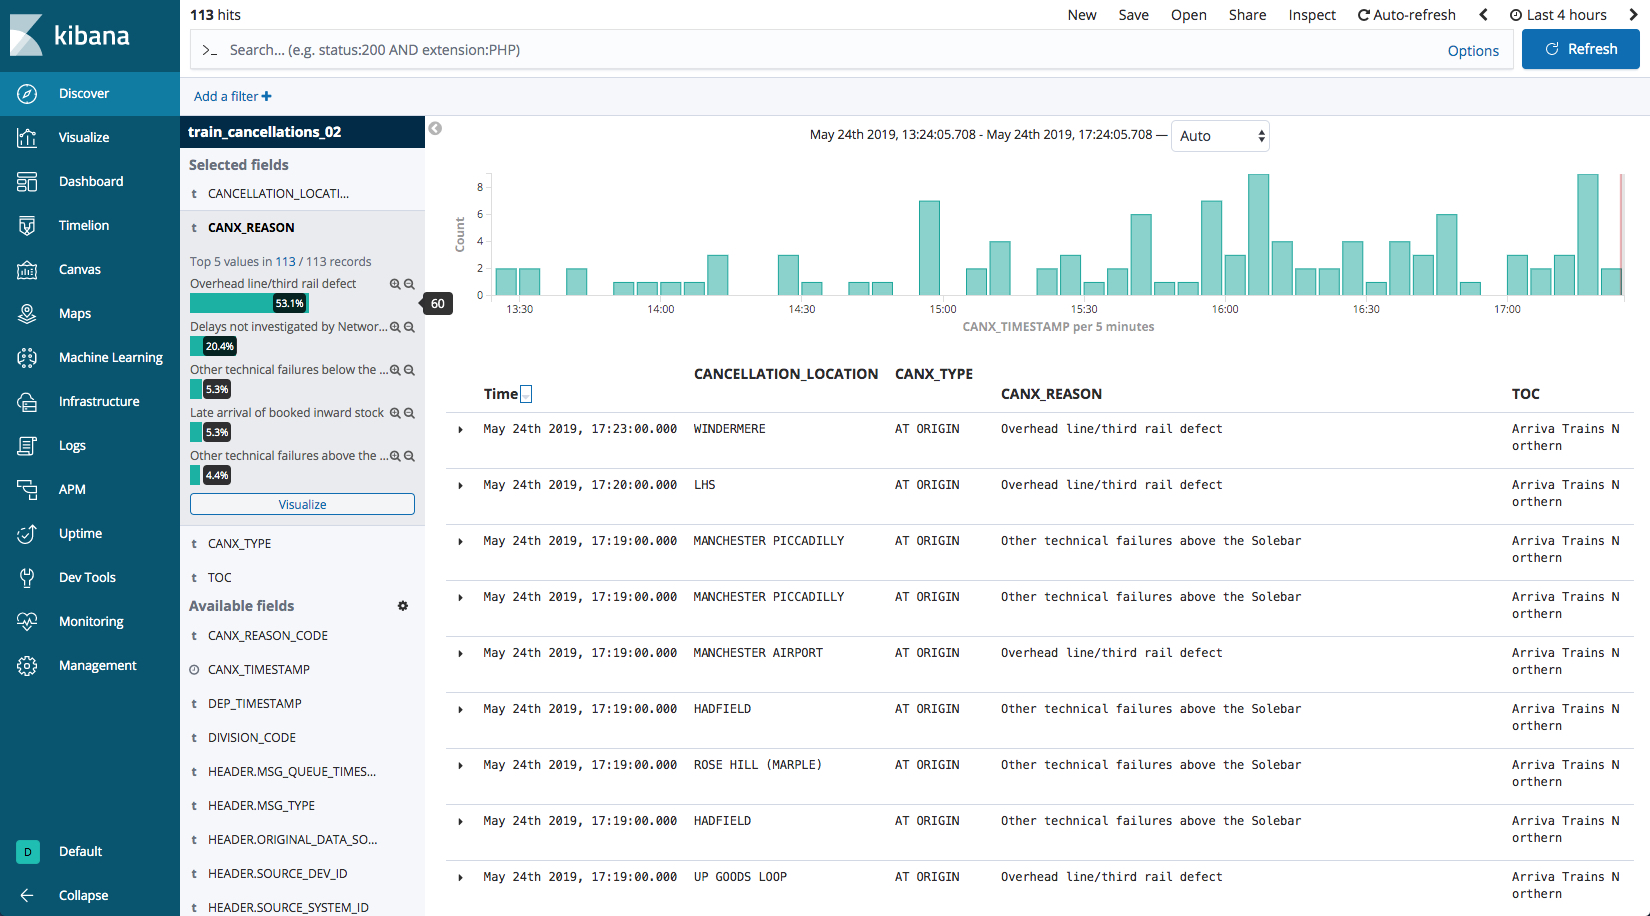 kibana
Discover
Visualize
Dashboard
Timelion
Canvas
Maps
Machine Learning
Infrastructure
Logs
APM
Uptime
Dev Tools
Monitoring
Management
D Default
Collapse
113 hits
New Save Open Share Inspect Auto-refresh Last 4 hours
>_ Search... (e.g. status:200 AND extension:PHP) Options Refresh
Add a filter +
train_cancellations_02
Selected fields
t CANCELLATION_LOCATI...
t CANX_REASON
Top 5 values in 113 / 113 records
Overhead line/third rail defect
53.1%
60
Delays not investigated by Networ...
20.4%
Other technical failures below the ...
5.3%
Late arrival of booked inward stock
5.3%
Other technical failures above the ...
4.4%
Visualize
t CANX_TYPE
t TOC
Available fields
t CANX_REASON_CODE
CANX_TIMESTAMP
t DEP_TIMESTAMP
t DIVISION_CODE
t HEADER.MSG_QUEUE_TIMES...
t HEADER.MSG_TYPE
t HEADER.ORIGINAL_DATA_SO...
t HEADER.SOURCE_DEV_ID
t HEADER.SOURCE_SYSTEM_ID
May 24th 2019, 13:24:05.708 - May 24th 2019, 17:24:05.708 — Auto
Count
8
6
4
2
0
13:30 14:00 14:30 15:00 15:30 16:00 16:30 17:00
CANX_TIMESTAMP per 5 minutes
Time CANCELLATION_LOCATION CANX_TYPE CANX_REASON TOC
May 24th 2019, 17:23:00.000 WINDERMERE AT ORIGIN Overhead line/third rail defect Arriva Trains N
orthern
May 24th 2019, 17:20:00.000 LHS AT ORIGIN Overhead line/third rail defect Arriva Trains N
orthern
May 24th 2019, 17:19:00.000 MANCHESTER PICCADILLY AT ORIGIN Other technical failures above the Solebar Arriva Trains N
orthern
May 24th 2019, 17:19:00.000 MANCHESTER PICCADILLY AT ORIGIN Other technical failures above the Solebar Arriva Trains N
orthern
May 24th 2019, 17:19:00.000 MANCHESTER AIRPORT AT ORIGIN Overhead line/third rail defect Arriva Trains N
orthern
May 24th 2019, 17:19:00.000 HADFIELD AT ORIGIN Other technical failures above the Solebar Arriva Trains N
orthern
May 24th 2019, 17:19:00.000 ROSE HILL (MARPLE) AT ORIGIN Other technical failures above the Solebar Arriva Trains N
orthern
May 24th 2019, 17:19:00.000 HADFIELD AT ORIGIN Other technical failures above the Solebar Arriva Trains N
orthern
May 24th 2019, 17:19:00.000 UP GOODS LOOP AT ORIGIN Overhead line/third rail defect Arriva Trains N
orthern